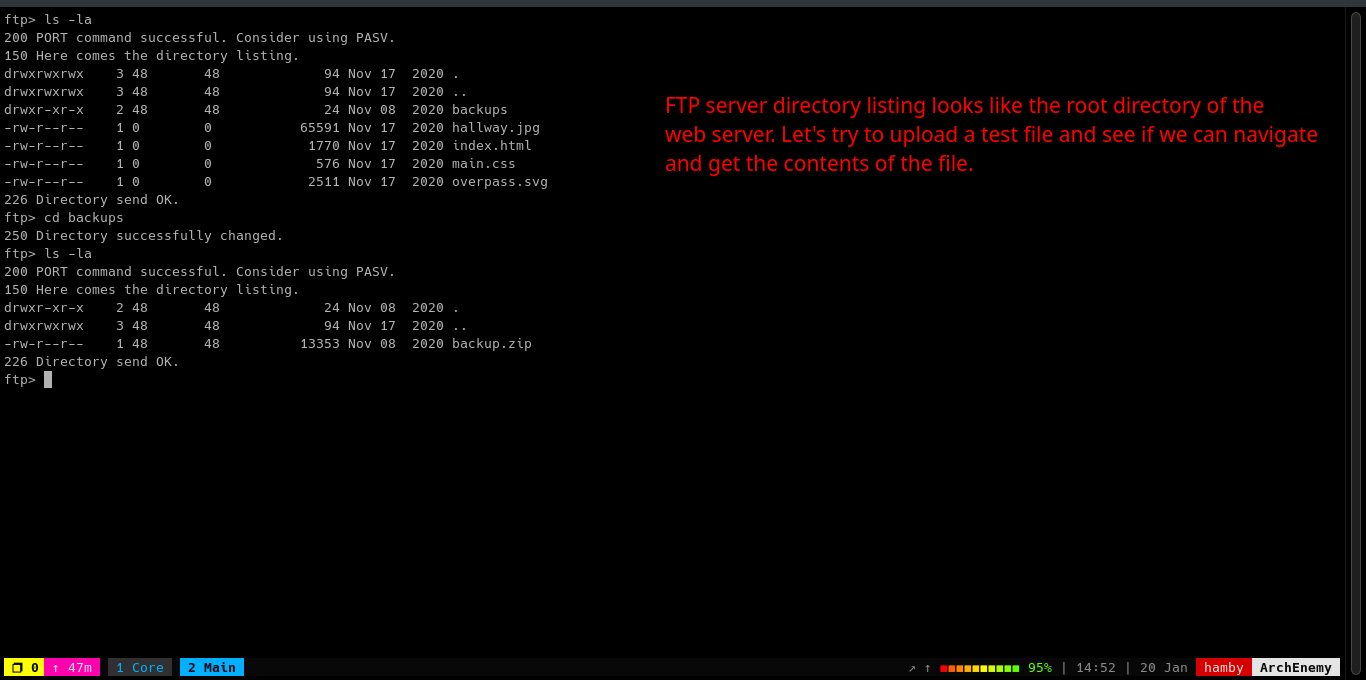 ftp> ls -la
200 PORT command successful. Consider using PASV.
150 Here comes the directory listing.
drwxrwxrwx    3 48       48             94 Nov 17  2020 .
drwxrwxrwx    3 48       48             94 Nov 17  2020 ..
drwxr-xr-x    2 48       48             24 Nov 08  2020 backups
-rw-r--r--    1 0        0           65591 Nov 17  2020 hallway.jpg
-rw-r--r--    1 0        0            1770 Nov 17  2020 index.html
-rw-r--r--    1 0        0             576 Nov 17  2020 main.css
-rw-r--r--    1 0        0            2511 Nov 17  2020 overpass.svg
226 Directory send OK.
ftp> cd backups
250 Directory successfully changed.
ftp> ls -la
200 PORT command successful. Consider using PASV.
150 Here comes the directory listing.
drwxr-xr-x    2 48       48             24 Nov 08  2020 .
drwxrwxrwx    3 48       48             94 Nov 17  2020 ..
-rw-r--r--    1 48       48          13353 Nov 08  2020 backup.zip
226 Directory send OK.
ftp>
FTP server directory listing looks like the root directory of the
web server. Let's try to upload a test file and see if we can navigate
and get the contents of the file.
❐ 0 ↑ 47m 1 Core 2 Main ↗ ↑ 95% | 14:52 | 20 Jan hamby ArchEnemy